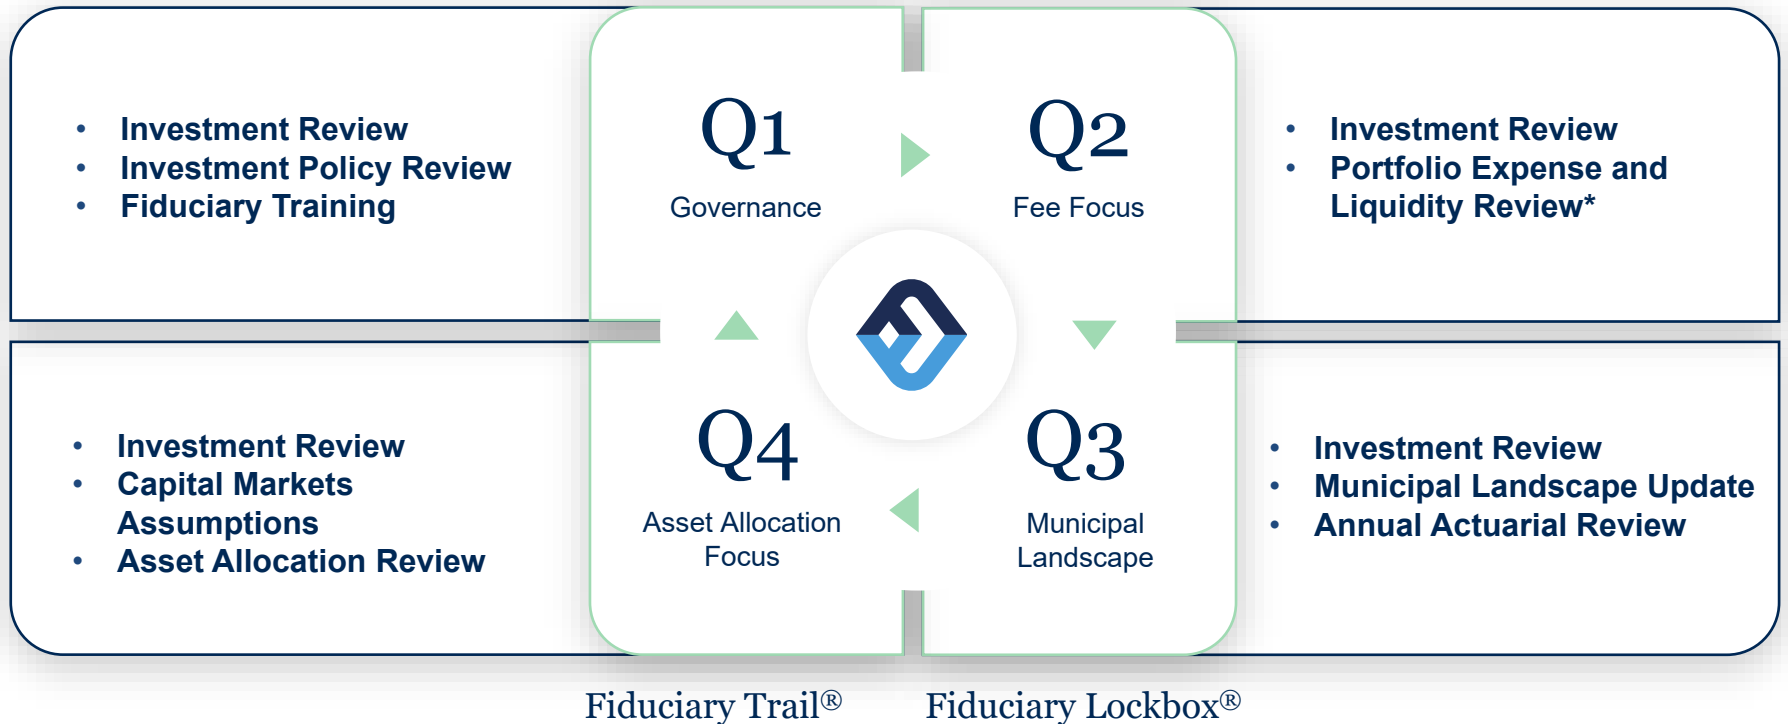 • Investment Review
• Investment Policy Review
• Fiduciary Training
Q1
Governance
Q2
Fee Focus
• Investment Review
• Portfolio Expense and
Liquidity Review*
• Investment Review
• Capital Markets
Assumptions
• Asset Allocation Review
Q4
Asset Allocation
Focus
Q3
Municipal
Landscape
• Investment Review
• Municipal Landscape Update
• Annual Actuarial Review
Fiduciary Trail®
Fiduciary Lockbox®